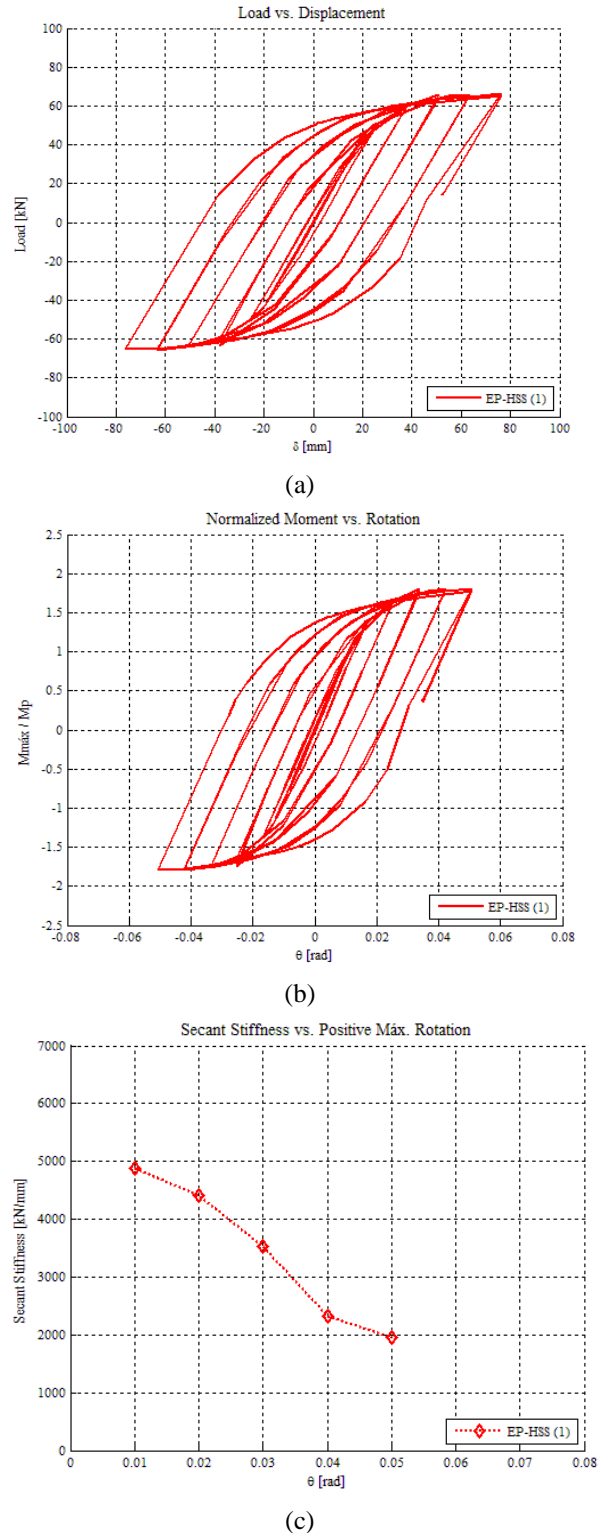 Load vs. Displacement
100
80
60
40
20
0
-20
-40
-60
-80
-100
Load [kN]
-100 -80 -60 -40 -20 0 20 40 60 80 100
δ [mm]
EP-HSS (1)
(a)
Normalized Moment vs. Rotation
2.5
2
1.5
1
0.5
0
-0.5
-1
-1.5
-2
-2.5
Mmáx / Mp
-0.08 -0.06 -0.04 -0.02 0 0.02 0.04 0.06 0.08
θ [rad]
EP-HSS (1)
(b)
Secant Stiffness vs. Positive Máx. Rotation
7000
6000
5000
4000
3000
2000
1000
0
Secant Stiffness [kN/mm]
0 0.01 0.02 0.03 0.04 0.05 0.06 0.07 0.08
θ [rad]
EP-HSS (1)
(c)